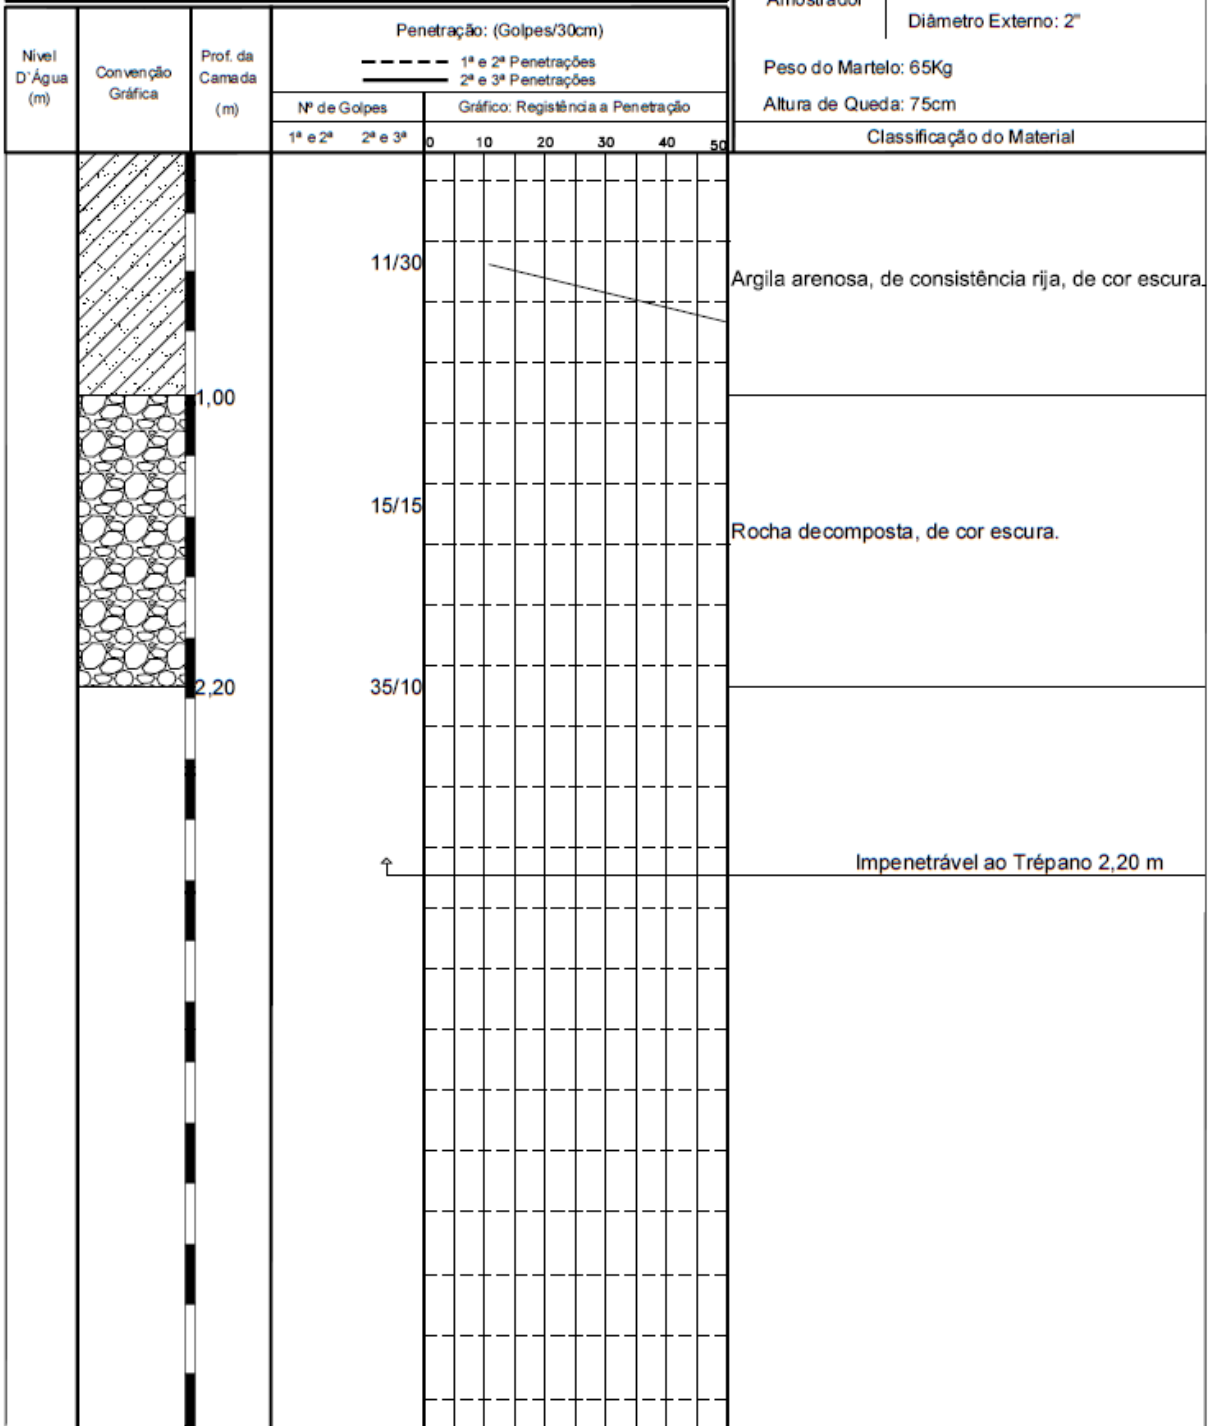 Amostrador
Diâmetro Externo: 2"
Peso do Martelo: 65Kg
Altura de Queda: 75cm
Nivel
D`Água
(m)
Convenção
Gráfica
Prof. da
Camada
(m)
Penetração: (Golpes/30cm)
1ª e 2ª Penetrações
2ª e 3ª Penetrações
Nº de Golpes
Gráfico: Registência a Penetração
1ª e 2ª 2ª e 3ª
0 10 20 30 40 50
Classificação do Material
11/30
Argila arenosa, de consistência rija, de cor escura.
1,00
15/15
Rocha decomposta, de cor escura.
2,20
35/10
Impenetrável ao Trépano 2,20 m